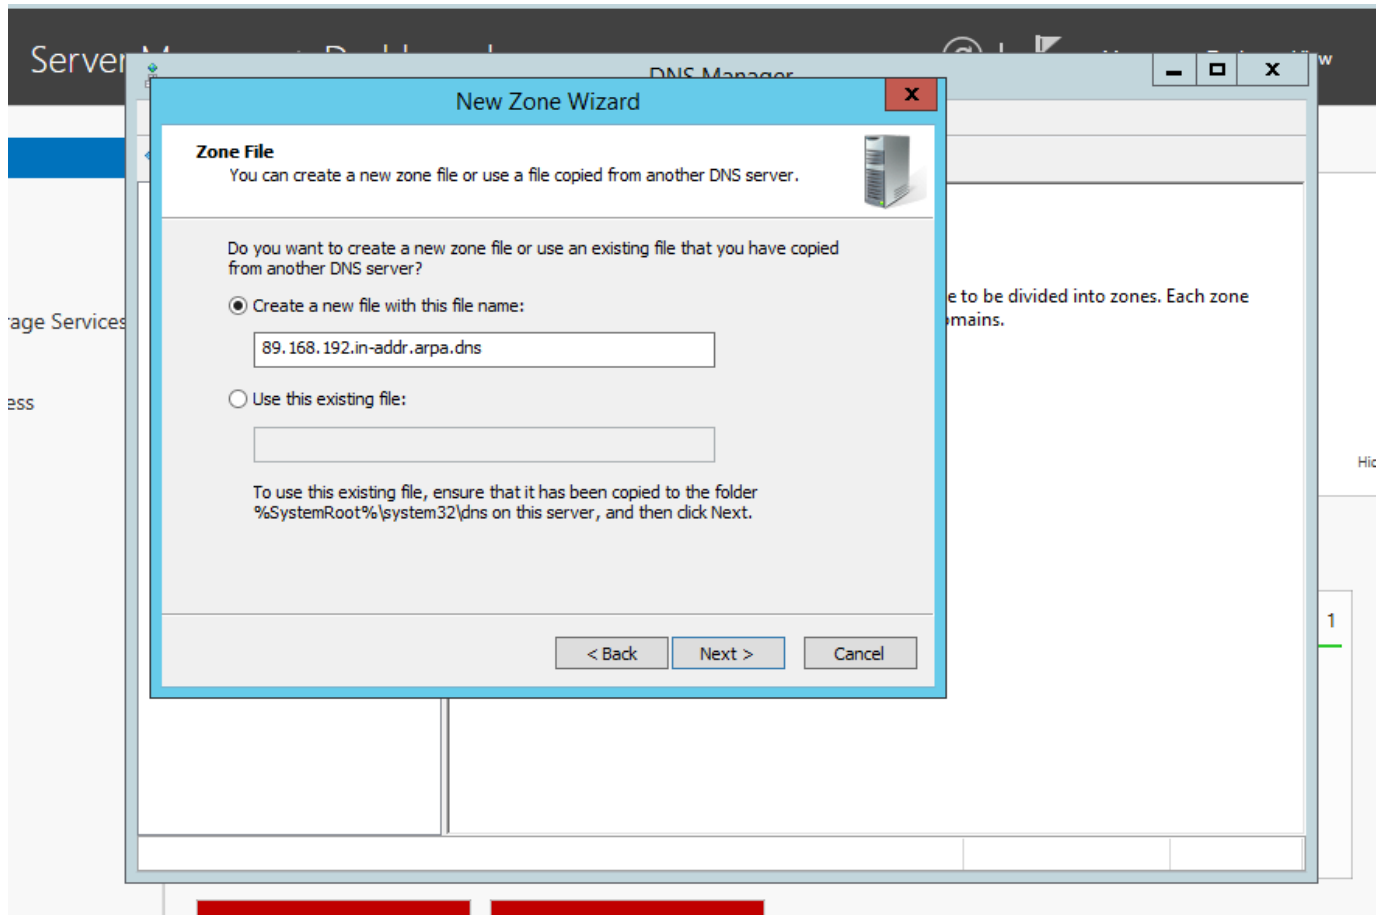 Server
DNS Manager
New Zone Wizard
Zone File
You can create a new zone file or use a file copied from another DNS server.
Do you want to create a new zone file or use an existing file that you have copied
from another DNS server?
Create a new file with this file name:
89.168.192.in-addr.arpa.dns
Use this existing file:
To use this existing file, ensure that it has been copied to the folder
%SystemRoot%\system32\dns on this server, and then click Next.
< Back
Next >
Cancel
e to be divided into zones. Each zone
mains.
rage Services
ess
Hic
1